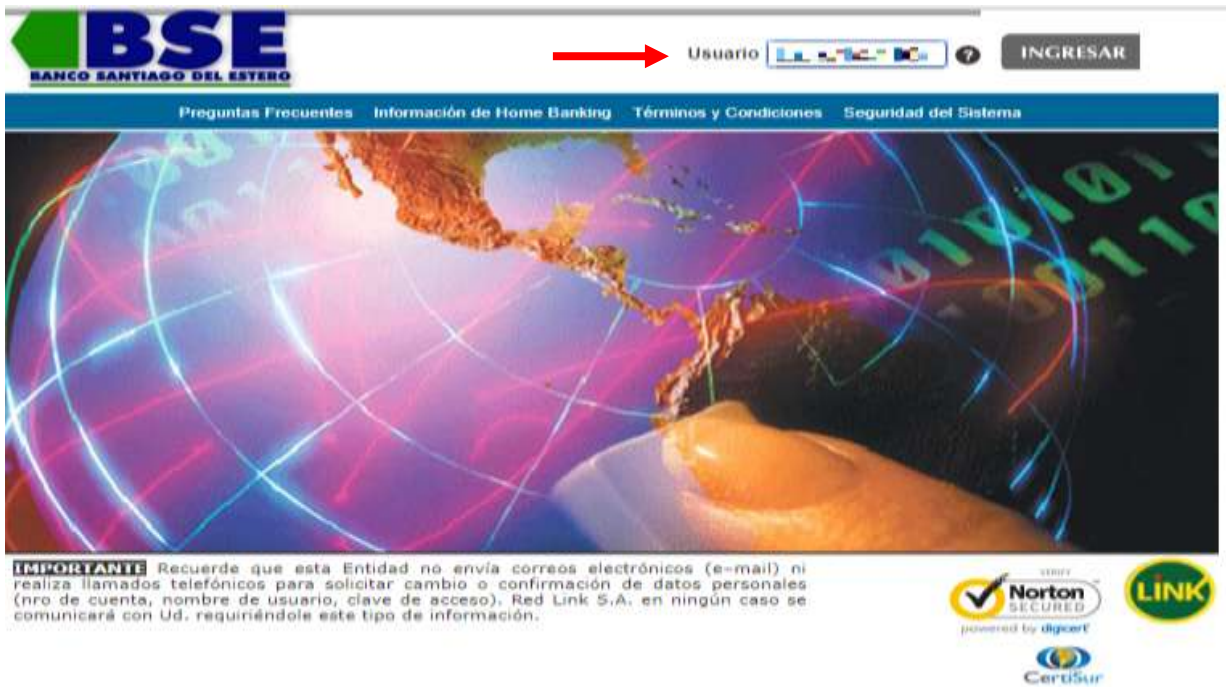 BSE
BANCO SANTIAGO DEL ESTERO
Usuario
?
INGRESAR
Preguntas Frecuentes Información de Home Banking Términos y Condiciones Seguridad del Sistema
010101
0110
IMPORTANTE Recuerde que esta Entidad no envía correos electrónicos (e-mail) ni
realiza llamados telefónicos para solicitar cambio o confirmación de datos personales
(nro de cuenta, nombre de usuario, clave de acceso). Red Link S.A. en ningún caso se
comunicará con Ud. requiriéndole este tipo de información.
VERIFY
Norton
SECURED
powered by digicert
LINK
CertiSur